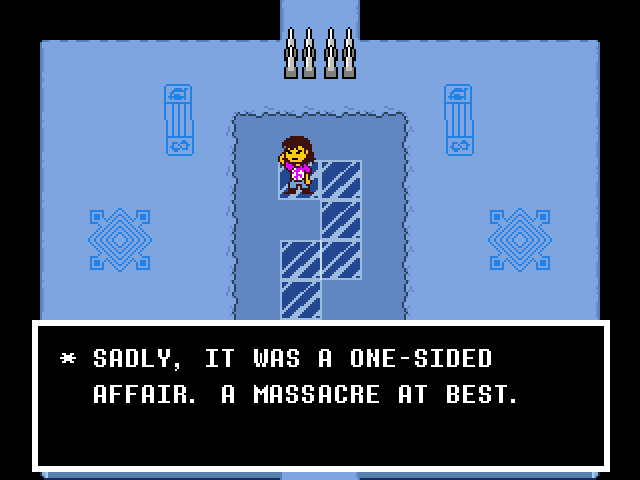 * SADLY, IT WAS A ONE-SIDED
AFFAIR. A MASSACRE AT BEST.